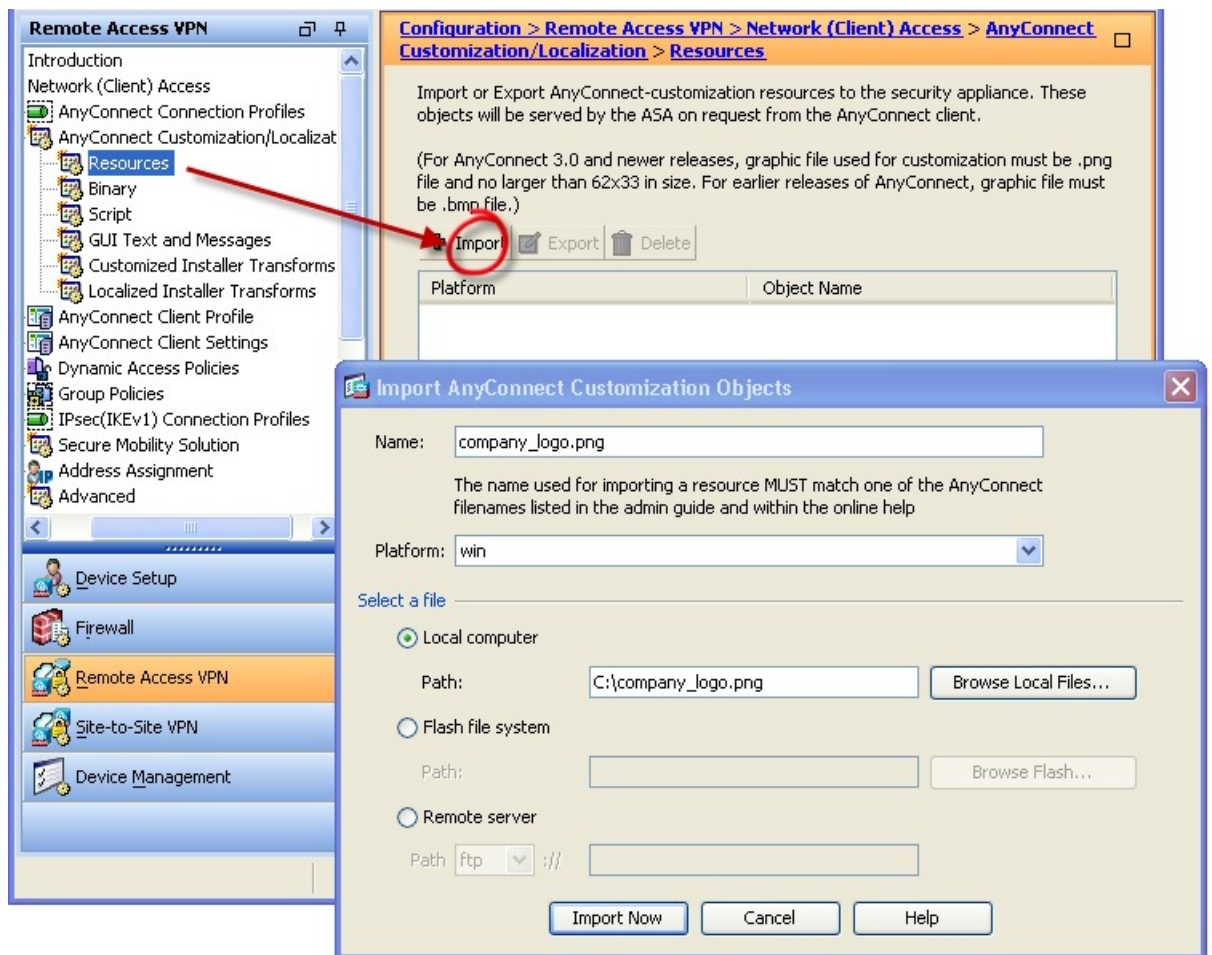 Remote Access VPN
Introduction
Network (Client) Access
AnyConnect Connection Profiles
AnyConnect Customization/Localizat
Resources
Binary
Script
GUI Text and Messages
Customized Installer Transforms
Localized Installer Transforms
AnyConnect Client Profile
AnyConnect Client Settings
Dynamic Access Policies
Group Policies
IPsec(IKEv1) Connection Profiles
Secure Mobility Solution
Address Assignment
Advanced
Device Setup
Firewall
Remote Access VPN
Site-to-Site VPN
Device Management
Configuration > Remote Access VPN > Network (Client) Access > AnyConnect
Customization/Localization > Resources
Import or Export AnyConnect-customization resources to the security appliance. These
objects will be served by the ASA on request from the AnyConnect client.
(For AnyConnect 3.0 and newer releases, graphic file used for customization must be .png
file and no larger than 62x33 in size. For earlier releases of AnyConnect, graphic file must
be .bmp file.)
Import Export Delete
Platform Object Name
Import AnyConnect Customization Objects
Name: company_logo.png
The name used for importing a resource MUST match one of the AnyConnect
filenames listed in the admin guide and within the online help
Platform: win
Select a file
Local computer
Path: C:\company_logo.png Browse Local Files...
Flash file system
Path: Browse Flash...
Remote server
Path ftp ://
Import Now Cancel Help